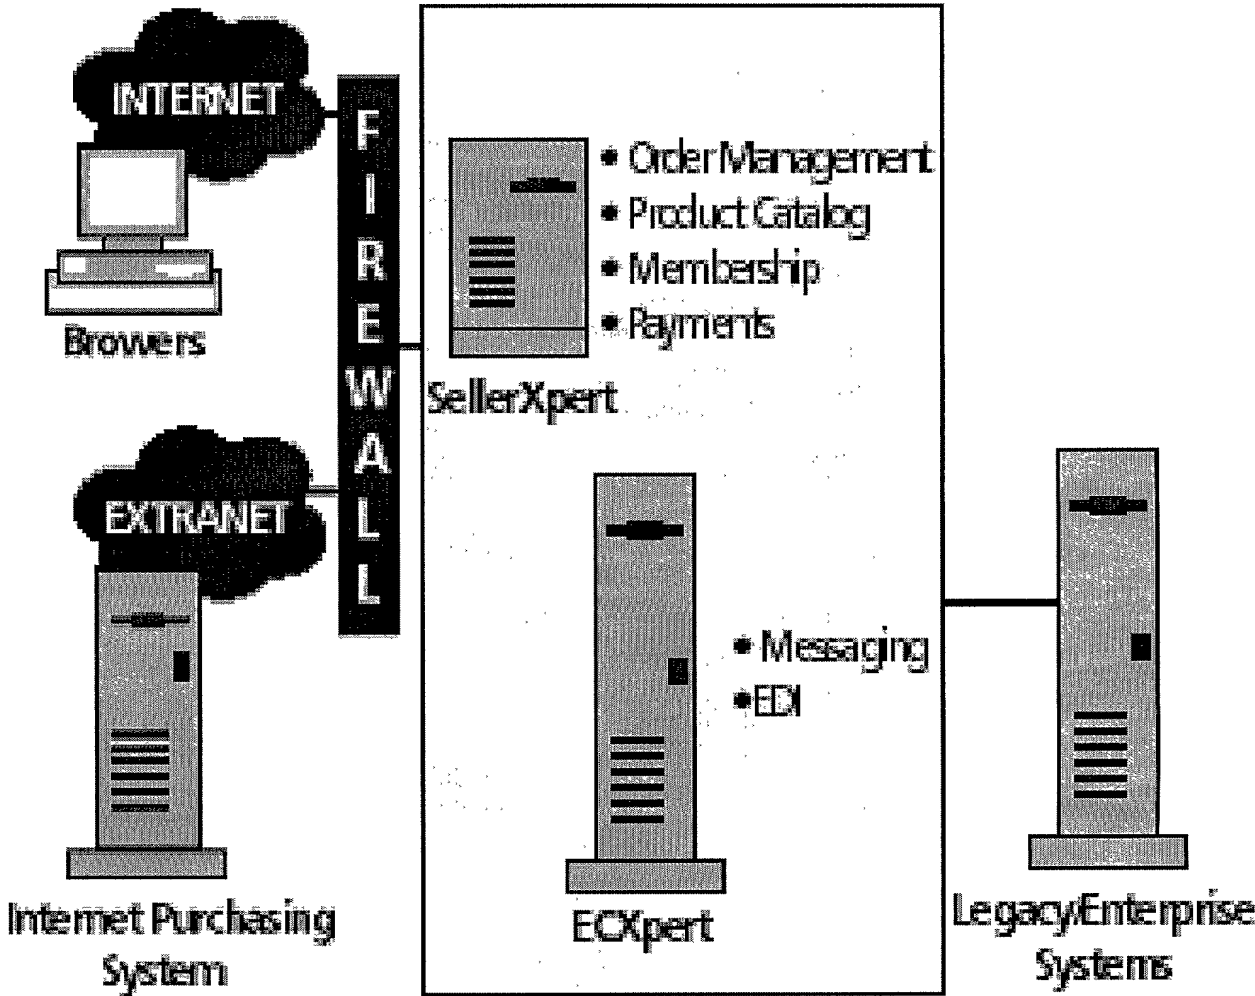 INTERNET
Browers
FIREWALL
EXTRANET
Internet Purchasing
System
• Order Management
• Product Catalog
• Membership
• Payments
SellerXpert
• Messaging
• EDI
ECXpert
Legacy/Enterprise
Systems